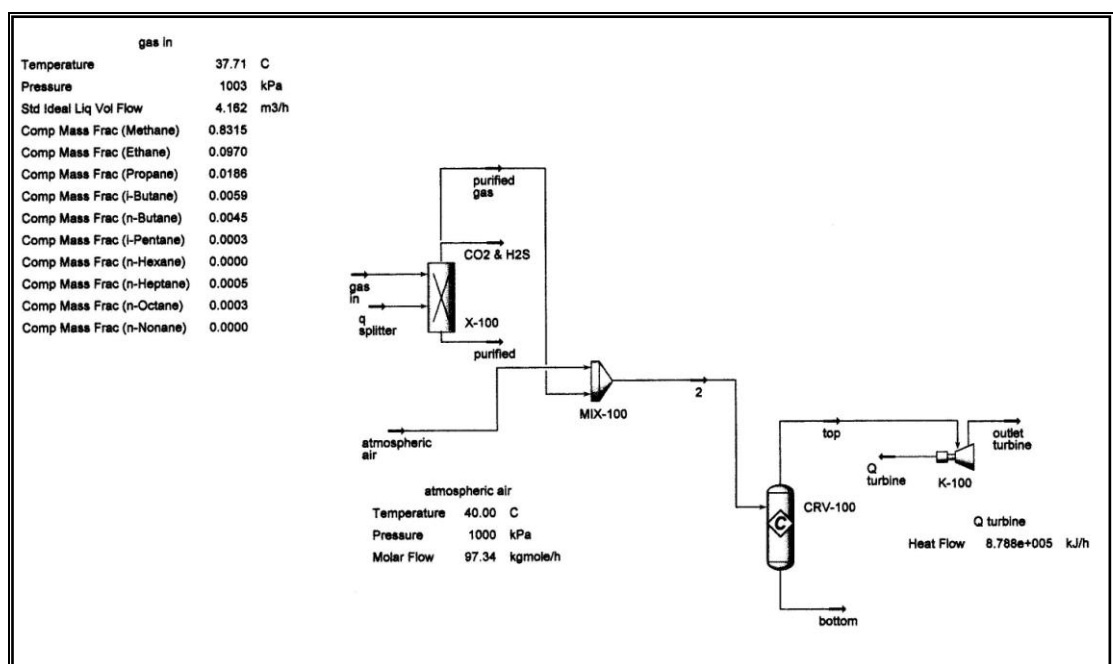 gas in
Temperature 37.71 C
Pressure 1003 kPa
Std Ideal Liq Vol Flow 4.162 m3/h
Comp Mass Frac (Methane) 0.8315
Comp Mass Frac (Ethane) 0.0970
Comp Mass Frac (Propane) 0.0186
Comp Mass Frac (i-Butane) 0.0059
Comp Mass Frac (n-Butane) 0.0045
Comp Mass Frac (i-Pentane) 0.0003
Comp Mass Frac (n-Hexane) 0.0000
Comp Mass Frac (n-Heptane) 0.0005
Comp Mass Frac (n-Octane) 0.0003
Comp Mass Frac (n-Nonane) 0.0000
purified
gas
CO2 & H2S
gas
in
q
splitter
X-100
purified
MIX-100
2
atmospheric
air
top
outlet
turbine
Q
turbine
K-100
CRV-100
C
bottom
atmospheric air
Temperature 40.00 C
Pressure 1000 kPa
Molar Flow 97.34 kgmole/h
Q turbine
Heat Flow 8.788e+005 kJ/h